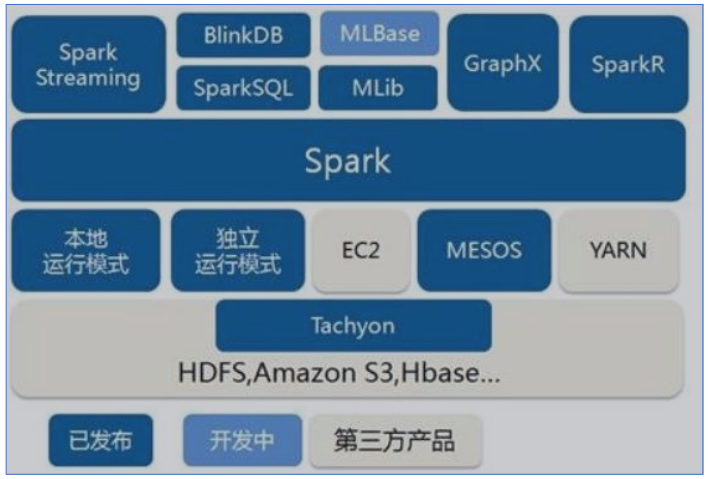 Spark
Streaming
BlinkDB
MLBase
SparkSQL
MLib
GraphX
SparkR
Spark
本地
运行模式
独立
运行模式
EC2
MESOS
YARN
Tachyon
HDFS,Amazon S3,Hbase...
已发布
开发中
第三方产品